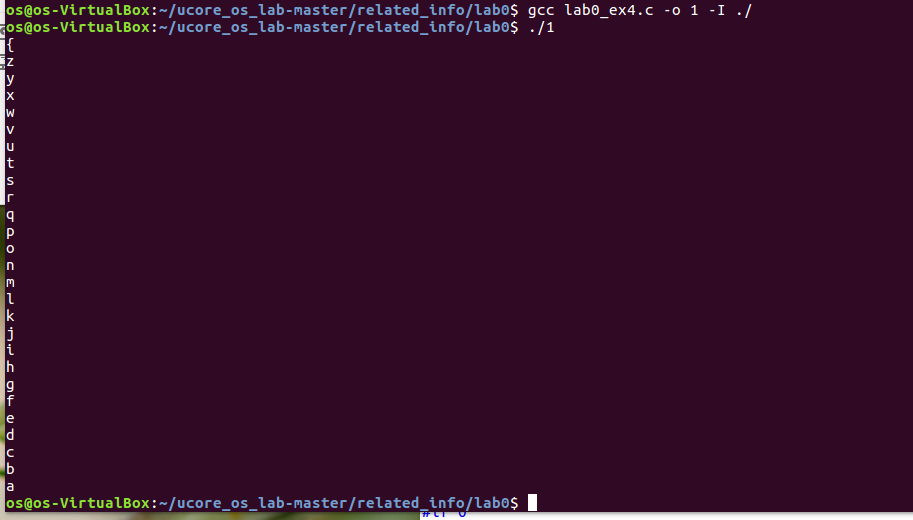 os@os-VirtualBox:~/ucore_os_lab-master/related_info/lab0$ gcc lab0_ex4.c -o 1 -I ./
os@os-VirtualBox:~/ucore_os_lab-master/related_info/lab0$ ./1
{
z
y
x
w
v
u
t
s
r
q
p
o
n
m
l
k
j
i
h
g
f
e
d
c
b
a
os@os-VirtualBox:~/ucore_os_lab-master/related_info/lab0$